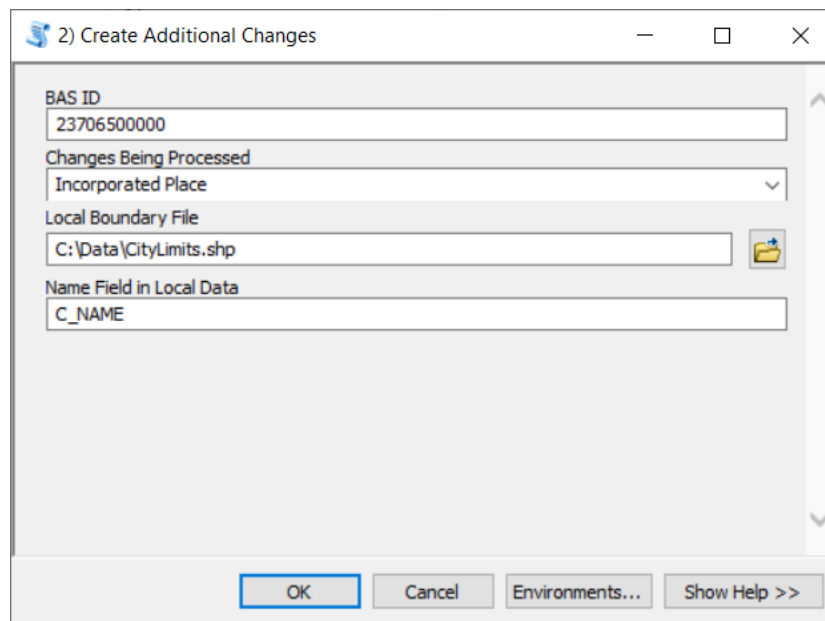 2) Create Additional Changes
BAS ID
23706500000
Changes Being Processed
Incorporated Place
Local Boundary File
C:\Data\CityLimits.shp
Name Field in Local Data
C_NAME
OK Cancel Environments... Show Help >>